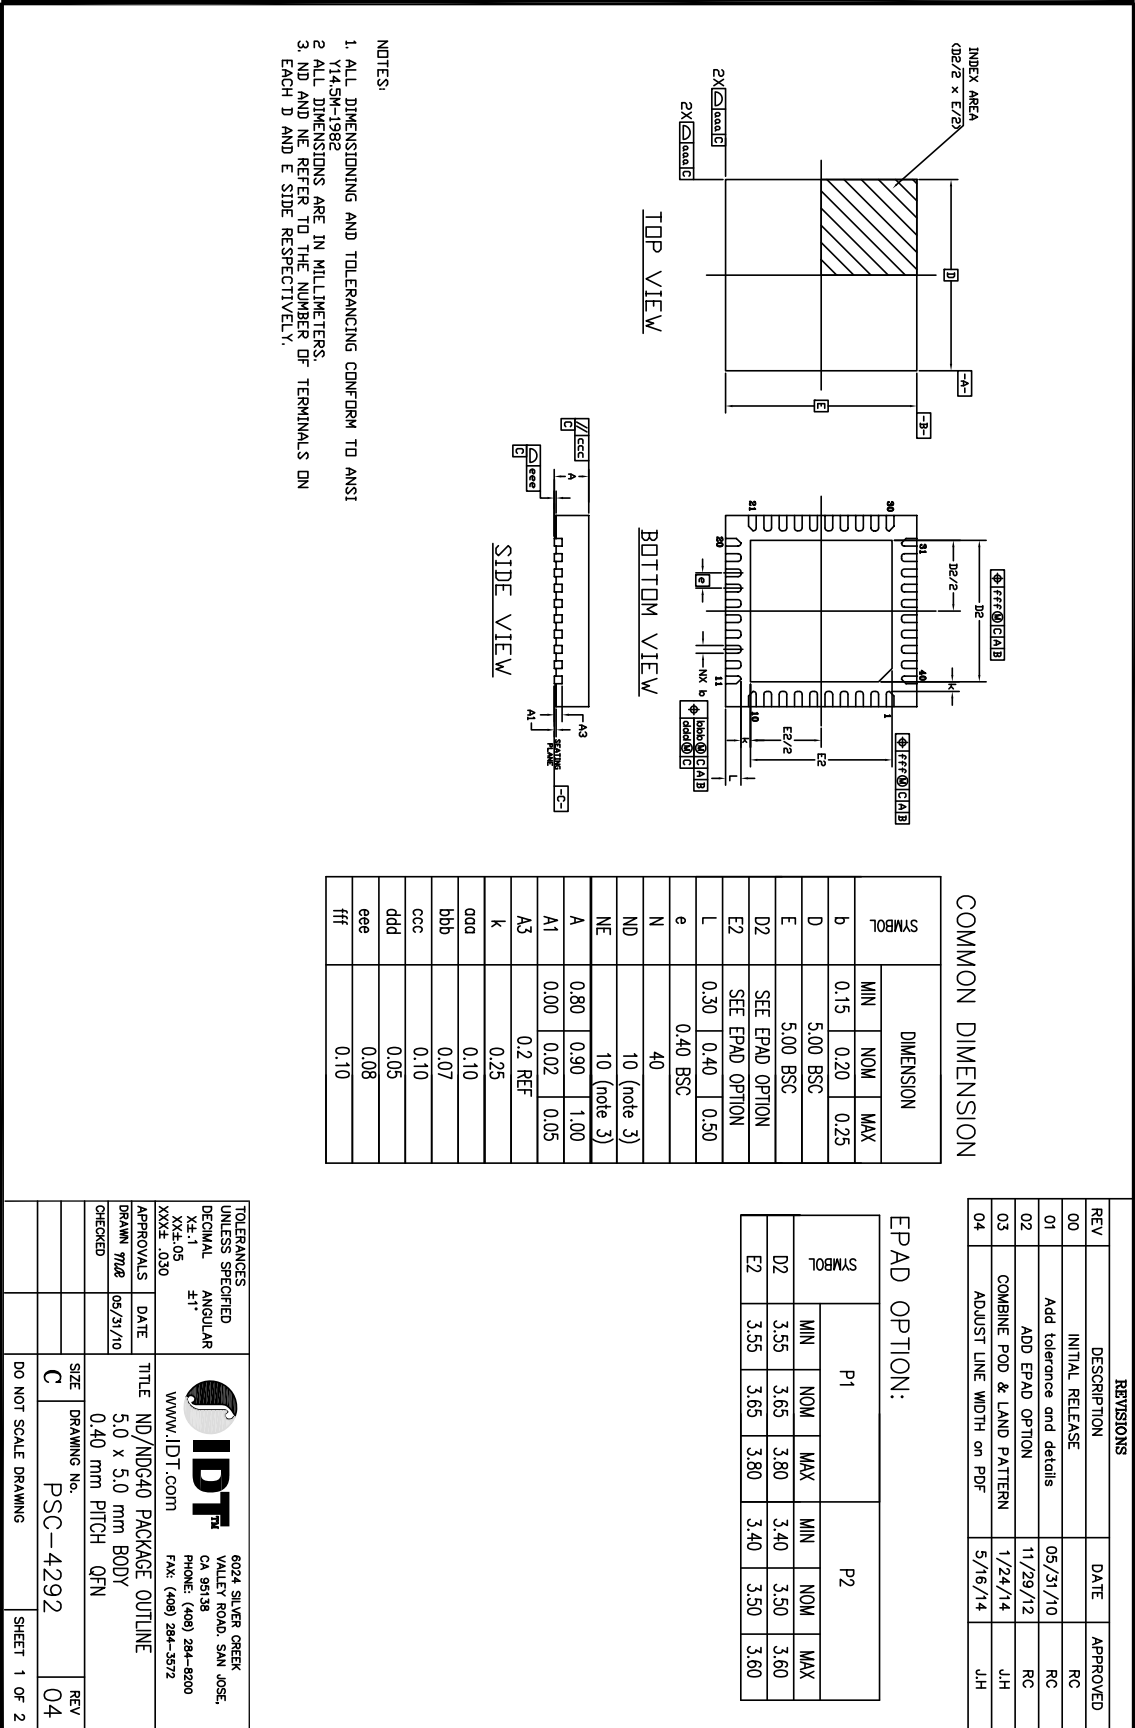 REVISIONS
REV DESCRIPTION DATE APPROVED
00 INITIAL RELEASE RC
01 Add tolerance and details 05/31/10 RC
02 ADD EPAD OPTION 11/29/12 RC
03 COMBINE POD & LAND PATTERN 1/24/14 J.H
04 ADJUST LINE WIDTH on PDF 5/16/14 J.H
INDEX AREA
(D2/2 x E/2)
D
-A-
-B-
E
2X aaa C
2X aaa C
TOP VIEW
fff Ⓜ C A B
D2
D2/2
k
30
31
40
1
21
20
11
10
e
NX b
bbb Ⓜ C A B
ddd Ⓜ C
fff Ⓜ C A B
E2
E2/2
k
L
BOTTOM VIEW
// ccc
C
A
eee
C
A3
A1
SEATING
PLANE
-C-
SIDE VIEW
NOTES:
1. ALL DIMENSIONING AND TOLERANCING CONFORM TO ANSI
Y14.5M-1982
2 ALL DIMENSIONS ARE IN MILLIMETERS.
3. ND AND NE REFER TO THE NUMBER OF TERMINALS ON
EACH D AND E SIDE RESPECTIVELY.
COMMON DIMENSION
SYMBOL DIMENSION
MIN NOM MAX
b 0.15 0.20 0.25
D 5.00 BSC
E 5.00 BSC
D2 SEE EPAD OPTION
E2 SEE EPAD OPTION
L 0.30 0.40 0.50
e 0.40 BSC
N 40
ND 10 (note 3)
NE 10 (note 3)
A 0.80 0.90 1.00
A1 0.00 0.02 0.05
A3 0.2 REF
k 0.25
aaa 0.10
bbb 0.07
ccc 0.10
ddd 0.05
eee 0.08
fff 0.10
EPAD OPTION:
SYMBOL P1 P2
MIN NOM MAX MIN NOM MAX
D2 3.55 3.65 3.80 3.40 3.50 3.60
E2 3.55 3.65 3.80 3.40 3.50 3.60
TOLERANCES
UNLESS SPECIFIED
DECIMAL ANGULAR
X±.1 ±1°
XX±.05
XXX±.030
APPROVALS DATE
DRAWN 05/31/10
CHECKED
IDT™
www.IDT.com
6024 SILVER CREEK
VALLEY ROAD. SAN JOSE,
CA 95138
PHONE: (408) 284-8200
FAX: (408) 284-3572
TITLE ND/NDG40 PACKAGE OUTLINE
5.0 x 5.0 mm BODY
0.40 mm PITCH QFN
SIZE DRAWING No. REV
C PSC-4292 04
DO NOT SCALE DRAWING SHEET 1 OF 2